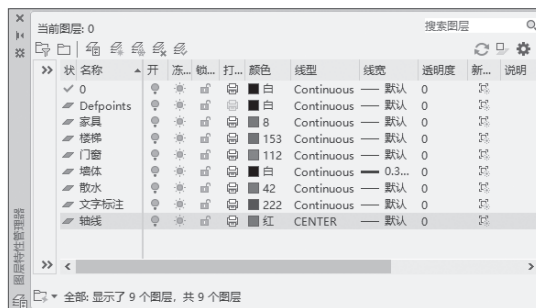 当前图层: 0
搜索图层
状 名称 开 冻... 锁... 打... 颜色 线型 线宽 透明度 新... 说明
0 白 Continuous 默认 0
Defpoints 白 Continuous 默认 0
家具 8 Continuous 默认 0
楼梯 153 Continuous 默认 0
门窗 112 Continuous 默认 0
墙体 白 Continuous 0.3... 0
散水 42 Continuous 默认 0
文字标注 222 Continuous 默认 0
轴线 红 CENTER 默认 0
图层特性管理器
全部: 显示了 9 个图层, 共 9 个图层